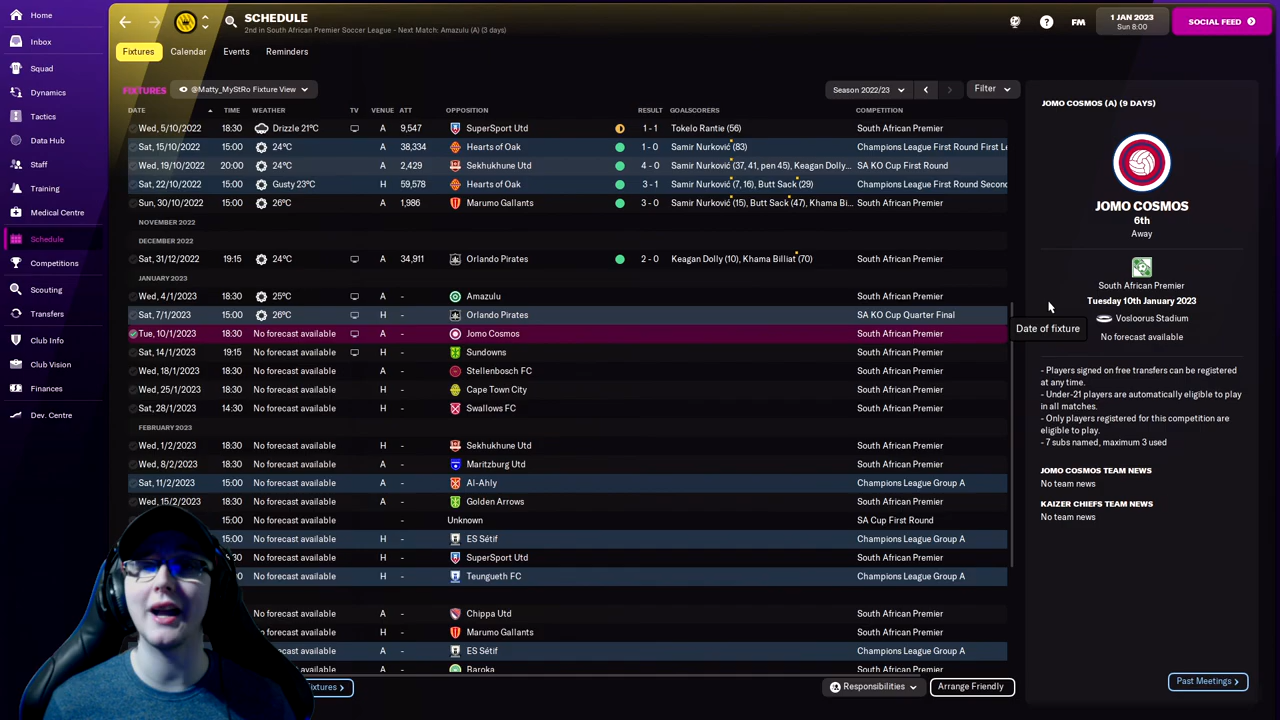 Home
Inbox
Squad
Dynamics
Tactics
Data Hub
Staff
Training
Medical Centre
Schedule
Competitions
Scouting
Transfers
Club Info
Club Vision
Finances
Dev. Centre
SCHEDULE
2nd in South African Premier Soccer League - Next Match: Amazulu (A) (3 days)
FM
1 JAN 2023
Sun 8:00
SOCIAL FEED
Fixtures Calendar Events Reminders
FIXTURES @Matty_MyStRo Fixture View Season 2022/23 Filter
DATE TIME WEATHER TV VENUE ATT OPPOSITION RESULT GOALSCORERS COMPETITION
Wed, 5/10/2022 18:30 Drizzle 21°C A 9,547 SuperSport Utd 1 - 1 Tokelo Rantie (56) South African Premier
Sat, 15/10/2022 15:00 24°C A 38,334 Hearts of Oak 1 - 0 Samir Nurković (83) Champions League First Round First Le
Wed, 19/10/2022 20:00 24°C A 2,429 Sekhukhune Utd 4 - 0 Samir Nurković (37, 41, pen 45), Keagan Dolly... SA KO Cup First Round
Sat, 22/10/2022 15:00 Gusty 23°C H 59,578 Hearts of Oak 3 - 1 Samir Nurković (7, 16), Butt Sack (29) Champions League First Round Second
Sun, 30/10/2022 15:00 26°C A 1,986 Marumo Gallants 3 - 0 Samir Nurković (15), Butt Sack (47), Khama Bi... South African Premier
NOVEMBER 2022
DECEMBER 2022
Sat, 31/12/2022 19:15 24°C A 34,911 Orlando Pirates 2 - 0 Keagan Dolly (10), Khama Billiat (70) South African Premier
JANUARY 2023
Wed, 4/1/2023 18:30 25°C A - Amazulu South African Premier
Sat, 7/1/2023 15:00 26°C H - Orlando Pirates SA KO Cup Quarter Final
Tue, 10/1/2023 18:30 No forecast available A - Jomo Cosmos South African Premier
Sat, 14/1/2023 19:15 No forecast available H - Sundowns South African Premier
Wed, 18/1/2023 18:30 No forecast available A - Stellenbosch FC South African Premier
Wed, 25/1/2023 18:30 No forecast available H - Cape Town City South African Premier
Sat, 28/1/2023 14:30 No forecast available H - Swallows FC South African Premier
FEBRUARY 2023
Wed, 1/2/2023 18:30 No forecast available H - Sekhukhune Utd South African Premier
Wed, 8/2/2023 18:30 No forecast available A - Maritzburg Utd South African Premier
Sat, 11/2/2023 15:00 No forecast available H - Al-Ahly Champions League Group A
Wed, 15/2/2023 18:30 No forecast available A - Golden Arrows South African Premier
15:00 No forecast available - Unknown SA Cup First Round
15:00 No forecast available H - ES Sétif Champions League Group A
No forecast available H - SuperSport Utd South African Premier
No forecast available H - Teungueth FC Champions League Group A
No forecast available A - Chippa Utd South African Premier
No forecast available H - Marumo Gallants South African Premier
No forecast available A - ES Sétif Champions League Group A
No forecast available A - Baroka South African Premier
Fixtures
Responsibilities
Arrange Friendly
JOMO COSMOS (A) (9 DAYS)
JOMO COSMOS
6th
Away
South African Premier
Tuesday 10th January 2023
Vosloorus Stadium
No forecast available
Date of fixture
- Players signed on free transfers can be registered
at any time.
- Under-21 players are automatically eligible to play
in all matches.
- Only players registered for this competition are
eligible to play.
- 7 subs named, maximum 3 used
JOMO COSMOS TEAM NEWS
No team news
KAIZER CHIEFS TEAM NEWS
No team news
Past Meetings